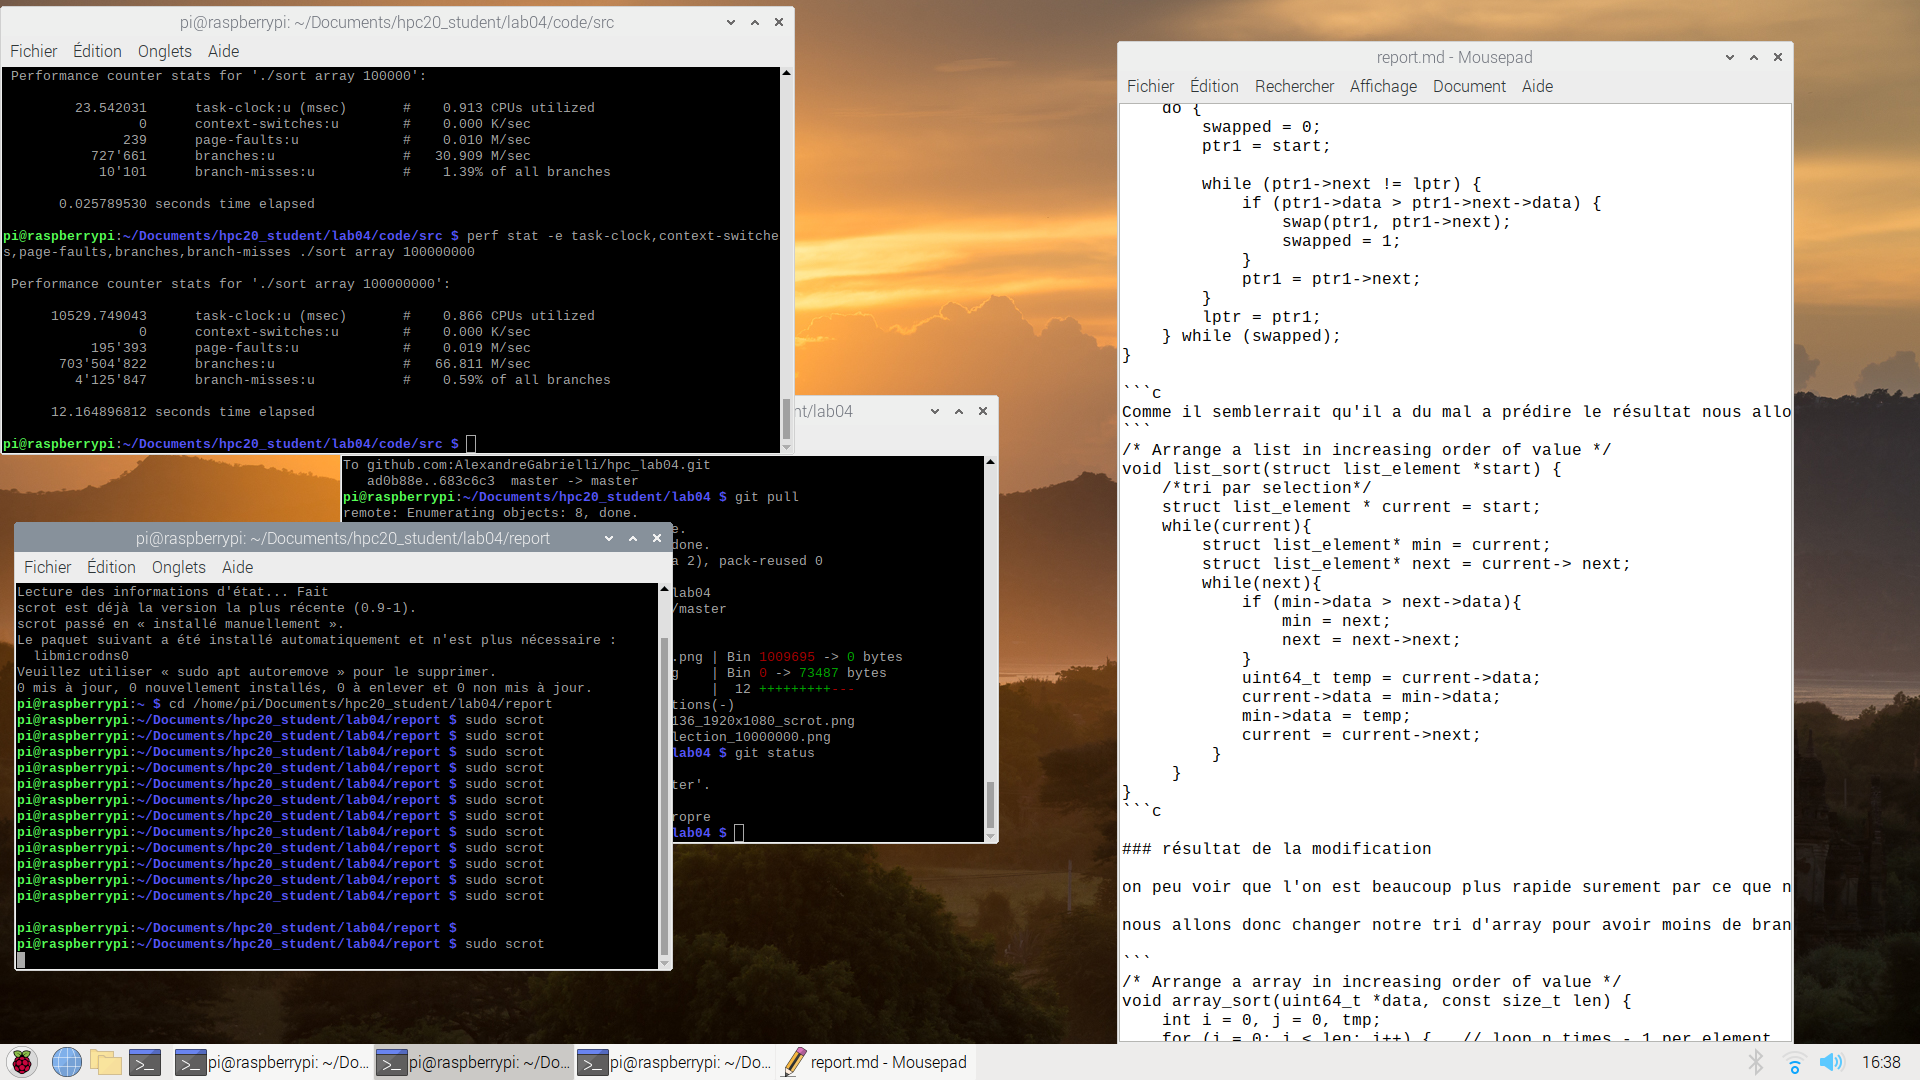 pi@raspberrypi: ~/Documents/hpc20_student/lab04/code/src
Fichier Édition Onglets Aide
Performance counter stats for './sort array 100000':
23.542031 task-clock:u (msec) # 0.913 CPUs utilized
0 context-switches:u # 0.000 K/sec
239 page-faults:u # 0.010 M/sec
727'661 branches:u # 30.909 M/sec
10'101 branch-misses:u # 1.39% of all branches
0.025789530 seconds time elapsed
pi@raspberrypi:~/Documents/hpc20_student/lab04/code/src $ perf stat -e task-clock,context-switche
s,page-faults,branches,branch-misses ./sort array 100000000
Performance counter stats for './sort array 100000000':
10529.749043 task-clock:u (msec) # 0.866 CPUs utilized
0 context-switches:u # 0.000 K/sec
195'393 page-faults:u # 0.019 M/sec
703'504'822 branches:u # 66.811 M/sec
4'125'847 branch-misses:u # 0.59% of all branches
12.164896812 seconds time elapsed
pi@raspberrypi:~/Documents/hpc20_student/lab04/code/src $
nt/lab04
To github.com:AlexandreGabrielli/hpc_lab04.git
ad0b88e..683c6c3 master -> master
pi@raspberrypi:~/Documents/hpc20_student/lab04 $ git pull
remote: Enumerating objects: 8, done.
e.
done.
a 2), pack-reused 0
lab04
/master
.png | Bin 1009695 -> 0 bytes
g | Bin 0 -> 73487 bytes
| 12 +++++++++---
tions(-)
136_1920x1080_scrot.png
lection_10000000.png
lab04 $ git status
ter'.
ropre
lab04 $
pi@raspberrypi: ~/Documents/hpc20_student/lab04/report
Fichier Édition Onglets Aide
Lecture des informations d'état... Fait
scrot est déjà la version la plus récente (0.9-1).
scrot passé en « installé manuellement ».
Le paquet suivant a été installé automatiquement et n'est plus nécessaire :
libmicrodns0
Veuillez utiliser « sudo apt autoremove » pour le supprimer.
0 mis à jour, 0 nouvellement installés, 0 à enlever et 0 non mis à jour.
pi@raspberrypi:~ $ cd /home/pi/Documents/hpc20_student/lab04/report
pi@raspberrypi:~/Documents/hpc20_student/lab04/report $ sudo scrot
pi@raspberrypi:~/Documents/hpc20_student/lab04/report $ sudo scrot
pi@raspberrypi:~/Documents/hpc20_student/lab04/report $ sudo scrot
pi@raspberrypi:~/Documents/hpc20_student/lab04/report $ sudo scrot
pi@raspberrypi:~/Documents/hpc20_student/lab04/report $ sudo scrot
pi@raspberrypi:~/Documents/hpc20_student/lab04/report $ sudo scrot
pi@raspberrypi:~/Documents/hpc20_student/lab04/report $ sudo scrot
pi@raspberrypi:~/Documents/hpc20_student/lab04/report $ sudo scrot
pi@raspberrypi:~/Documents/hpc20_student/lab04/report $ sudo scrot
pi@raspberrypi:~/Documents/hpc20_student/lab04/report $ sudo scrot
pi@raspberrypi:~/Documents/hpc20_student/lab04/report $ sudo scrot
pi@raspberrypi:~/Documents/hpc20_student/lab04/report $ sudo scrot
pi@raspberrypi:~/Documents/hpc20_student/lab04/report $
pi@raspberrypi:~/Documents/hpc20_student/lab04/report $ sudo scrot
report.md - Mousepad
Fichier Édition Rechercher Affichage Document Aide
do {
swapped = 0;
ptr1 = start;
while (ptr1->next != lptr) {
if (ptr1->data > ptr1->next->data) {
swap(ptr1, ptr1->next);
swapped = 1;
}
ptr1 = ptr1->next;
}
lptr = ptr1;
} while (swapped);
}
```c
Comme il semblerrait qu'il a du mal a prédire le résultat nous allo
```
/* Arrange a list in increasing order of value */
void list_sort(struct list_element *start) {
/*tri par selection*/
struct list_element * current = start;
while(current){
struct list_element* min = current;
struct list_element* next = current-> next;
while(next){
if (min->data > next->data){
min = next;
next = next->next;
}
uint64_t temp = current->data;
current->data = min->data;
min->data = temp;
current = current->next;
}
}
}
```c
### résultat de la modification
on peu voir que l'on est beaucoup plus rapide surement par ce que n
nous allons donc changer notre tri d'array pour avoir moins de bran
```
/* Arrange a array in increasing order of value */
void array_sort(uint64_t *data, const size_t len) {
int i = 0, j = 0, tmp;
for (i = 0; i < len; i++) { // loop n times - 1 per element
pi@raspberrypi: ~/Do...
pi@raspberrypi: ~/Do...
pi@raspberrypi: ~/Do...
report.md - Mousepad
16:38